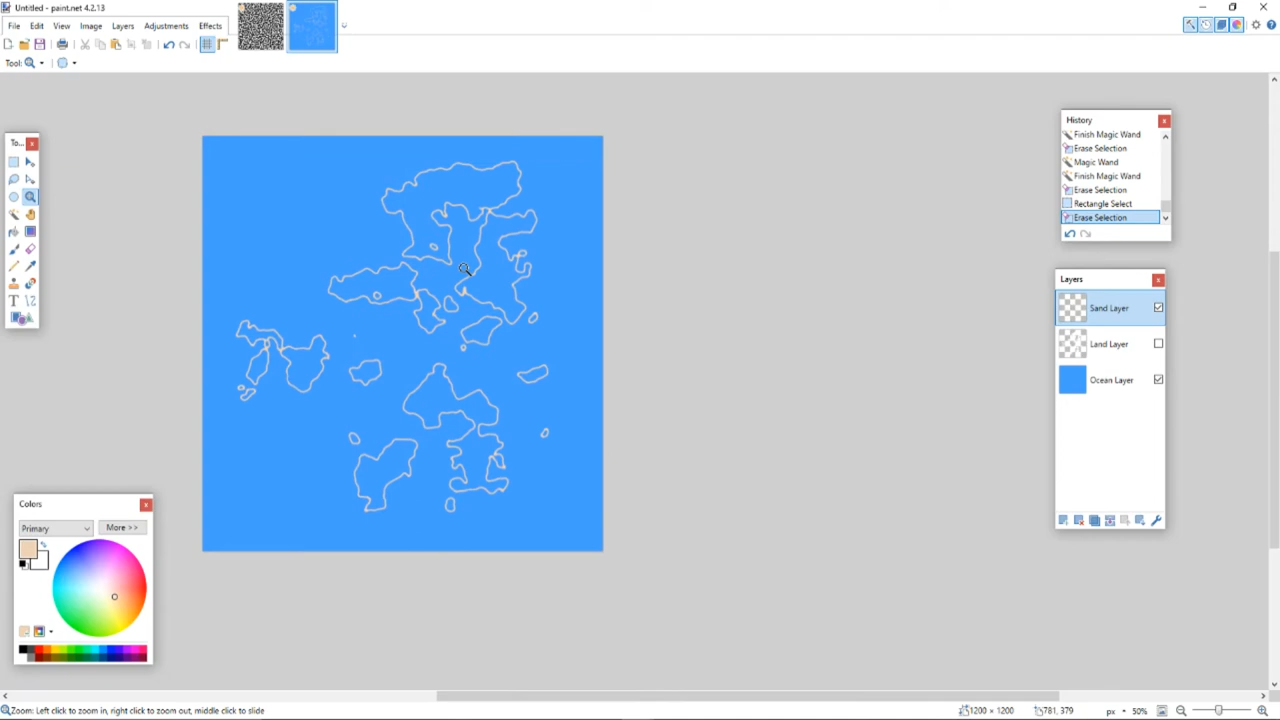 Untitled - paint.net 4.2.13
File Edit View Image Layers Adjustments Effects
Tool:
To...
History
Finish Magic Wand
Erase Selection
Magic Wand
Finish Magic Wand
Erase Selection
Rectangle Select
Erase Selection
Layers
Sand Layer
Land Layer
Ocean Layer
Colors
Primary
More >>
Zoom: Left click to zoom in, right click to zoom out, middle click to slide
1200 × 1200
781, 379
px
50%